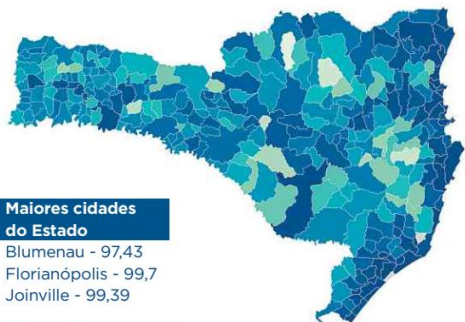 Maiores cidades
do Estado
Blumenau - 97,43
Florianópolis - 99,7
Joinville - 99,39